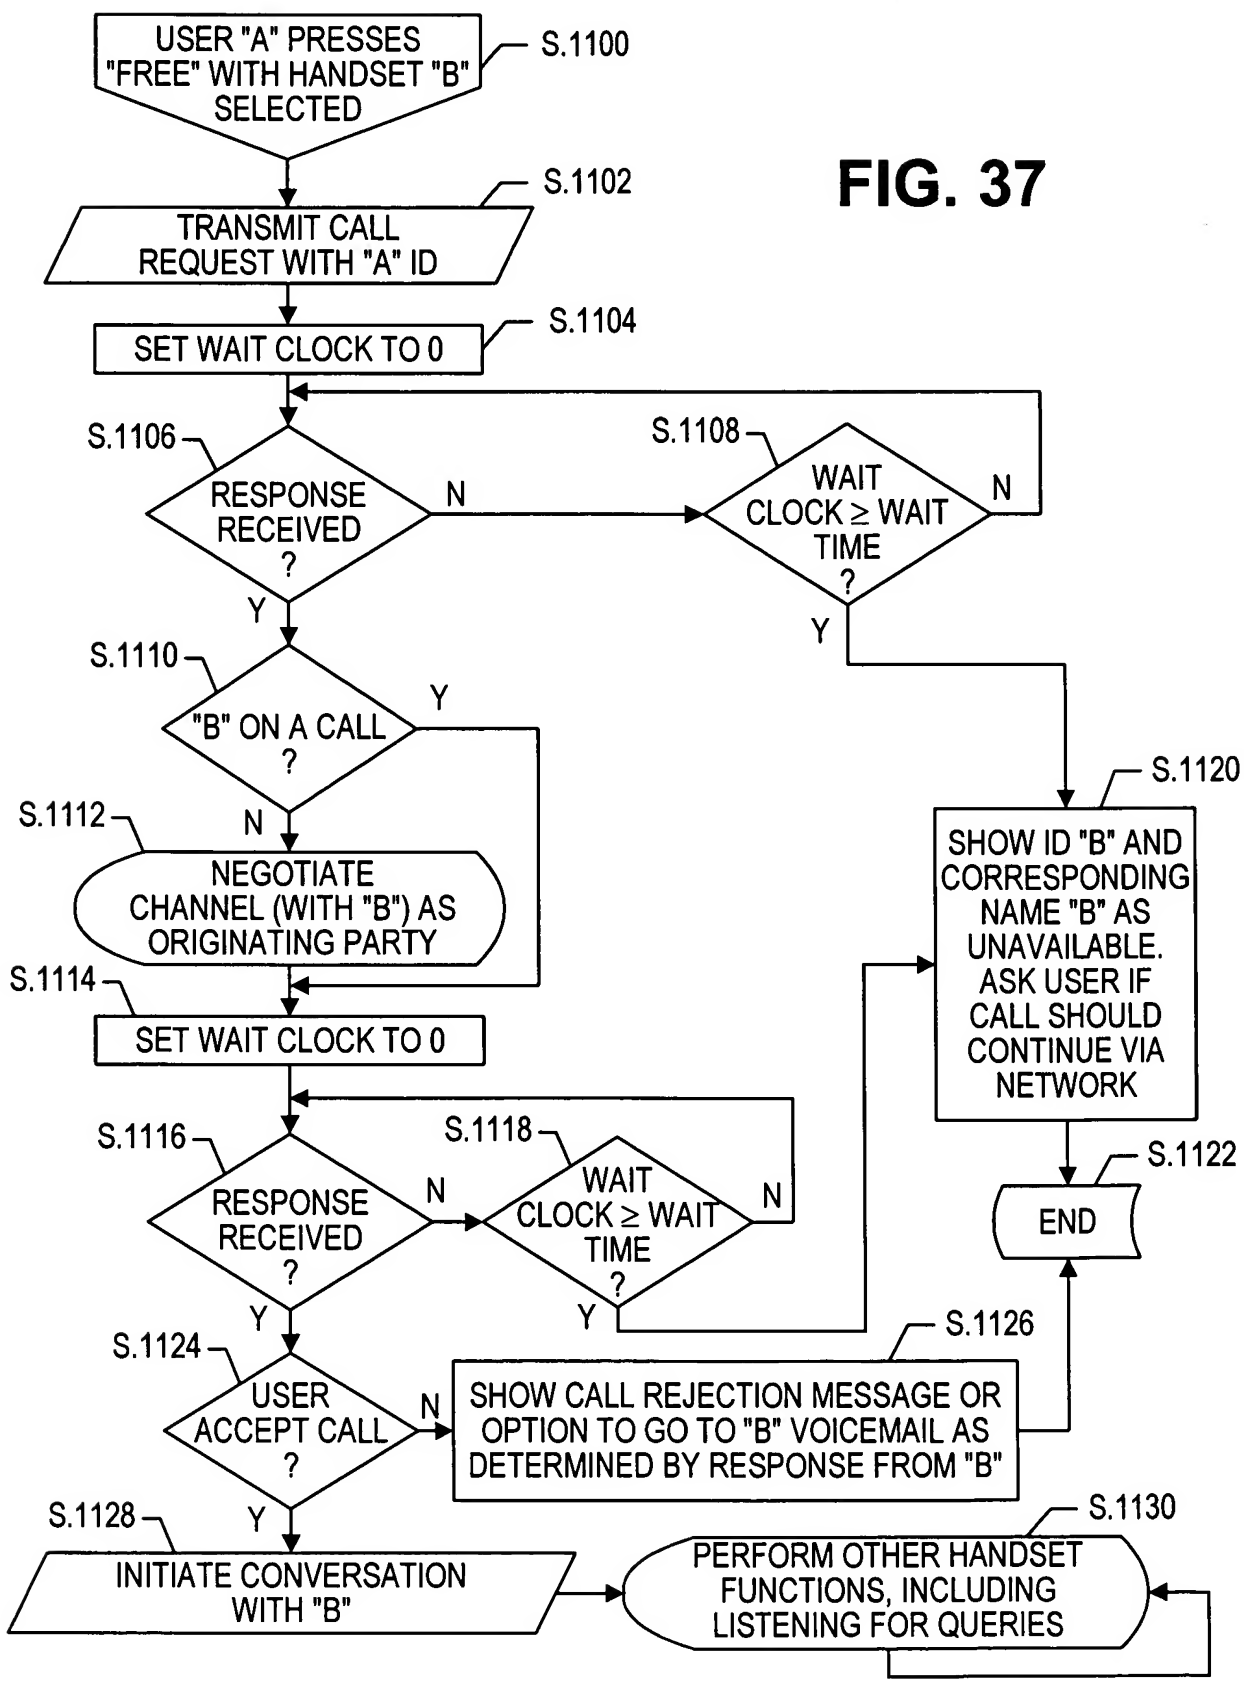 USER "A" PRESSES
"FREE" WITH HANDSET "B"
SELECTED
S.1100
FIG. 37
S.1102
TRANSMIT CALL
REQUEST WITH "A" ID
S.1104
SET WAIT CLOCK TO 0
S.1106
RESPONSE
RECEIVED
?
N
Y
S.1108
WAIT
CLOCK ≥ WAIT
TIME
?
N
Y
S.1110
"B" ON A CALL
?
Y
N
S.1112
NEGOTIATE
CHANNEL (WITH "B") AS
ORIGINATING PARTY
S.1114
SET WAIT CLOCK TO 0
S.1116
RESPONSE
RECEIVED
?
N
Y
S.1118
WAIT
CLOCK ≥ WAIT
TIME
?
N
Y
S.1120
SHOW ID "B" AND
CORRESPONDING
NAME "B" AS
UNAVAILABLE.
ASK USER IF
CALL SHOULD
CONTINUE VIA
NETWORK
S.1122
END
S.1124
USER
ACCEPT CALL
?
N
Y
S.1126
SHOW CALL REJECTION MESSAGE OR
OPTION TO GO TO "B" VOICEMAIL AS
DETERMINED BY RESPONSE FROM "B"
S.1128
INITIATE CONVERSATION
WITH "B"
S.1130
PERFORM OTHER HANDSET
FUNCTIONS, INCLUDING
LISTENING FOR QUERIES